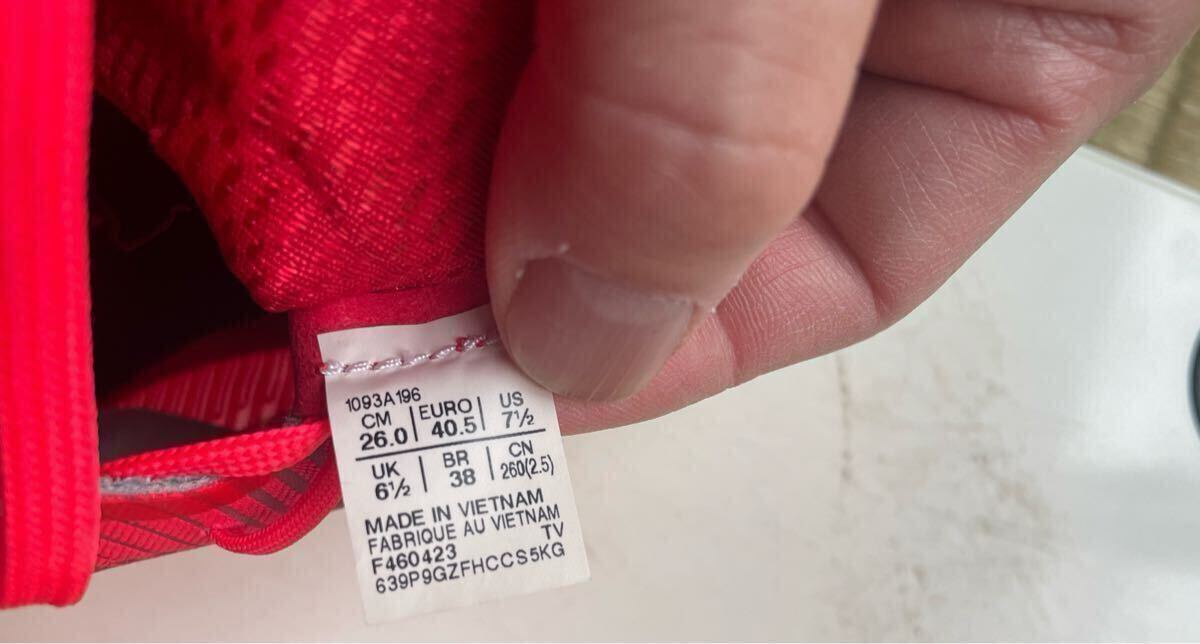 1093A196
CM EURO US
26.0 40.5 7½
UK BR CN
6½ 38 260(2.5)
MADE IN VIETNAM
FABRIQUE AU VIETNAM
F460423 TV
639P9GZFHCCS5KG